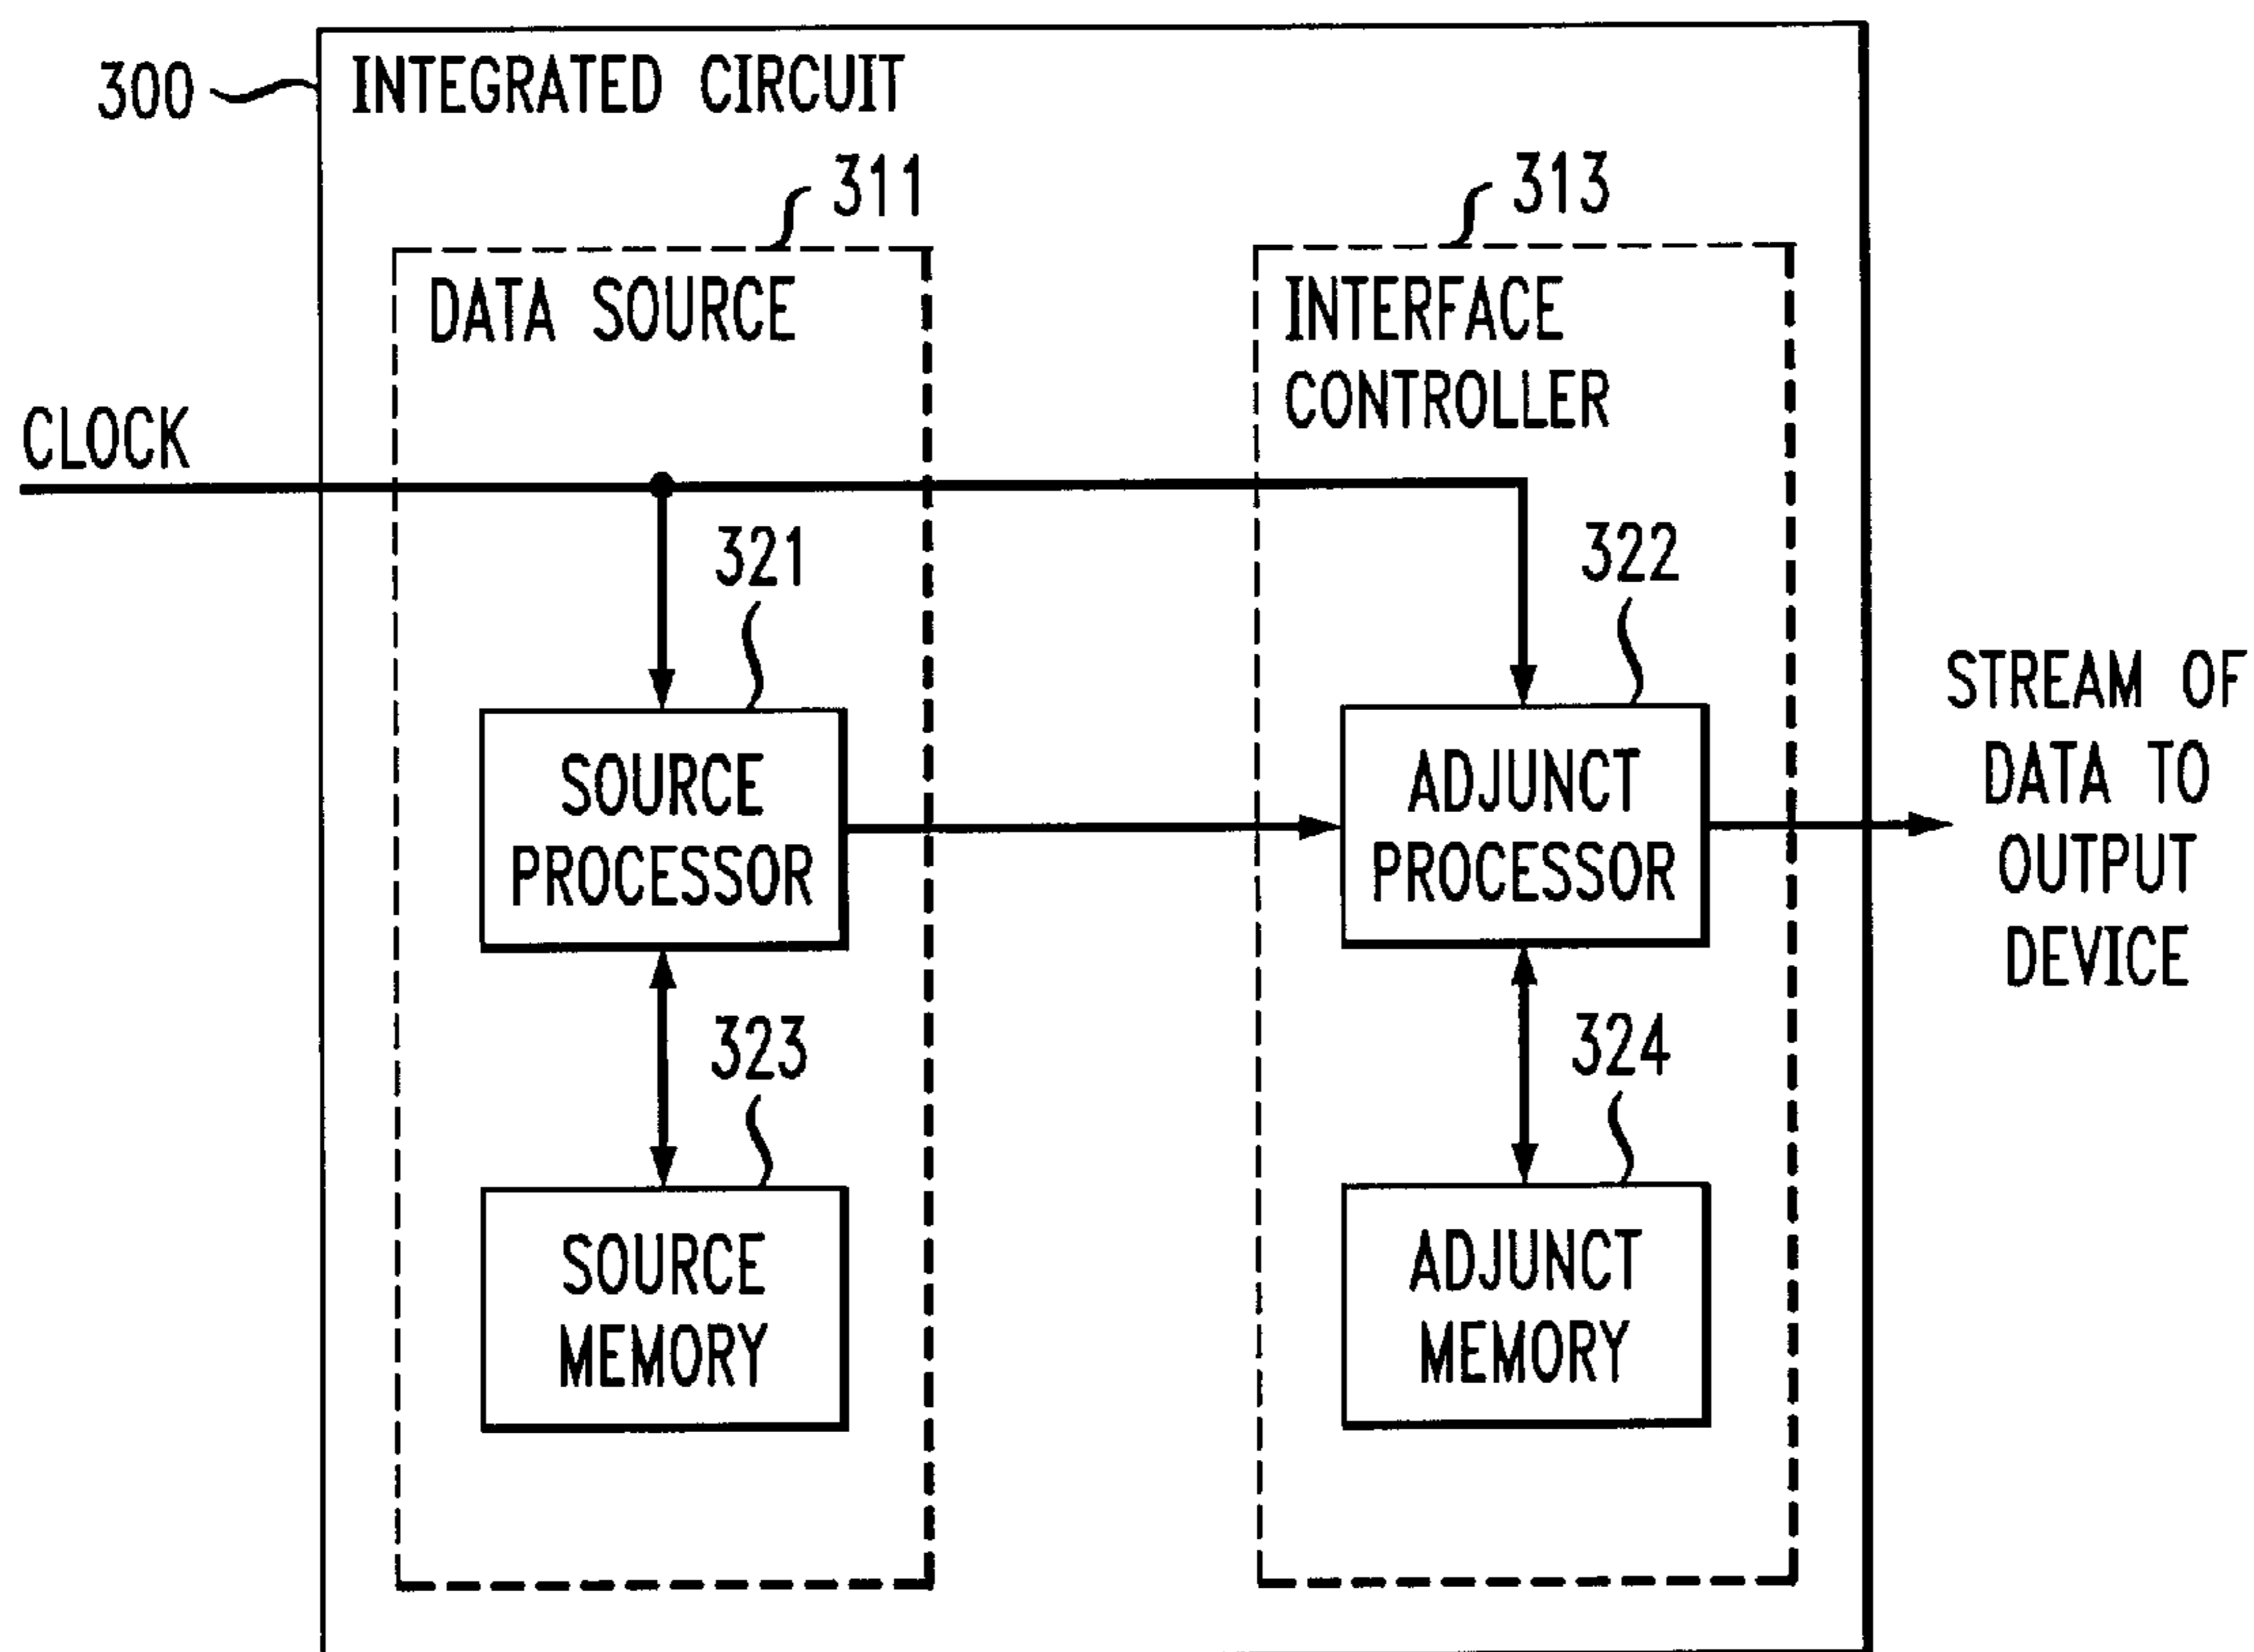 300
INTEGRATED CIRCUIT
311
313
DATA SOURCE
INTERFACE
CONTROLLER
CLOCK
321
322
SOURCE
PROCESSOR
ADJUNCT
PROCESSOR
STREAM OF
DATA TO
OUTPUT
DEVICE
323
324
SOURCE
MEMORY
ADJUNCT
MEMORY